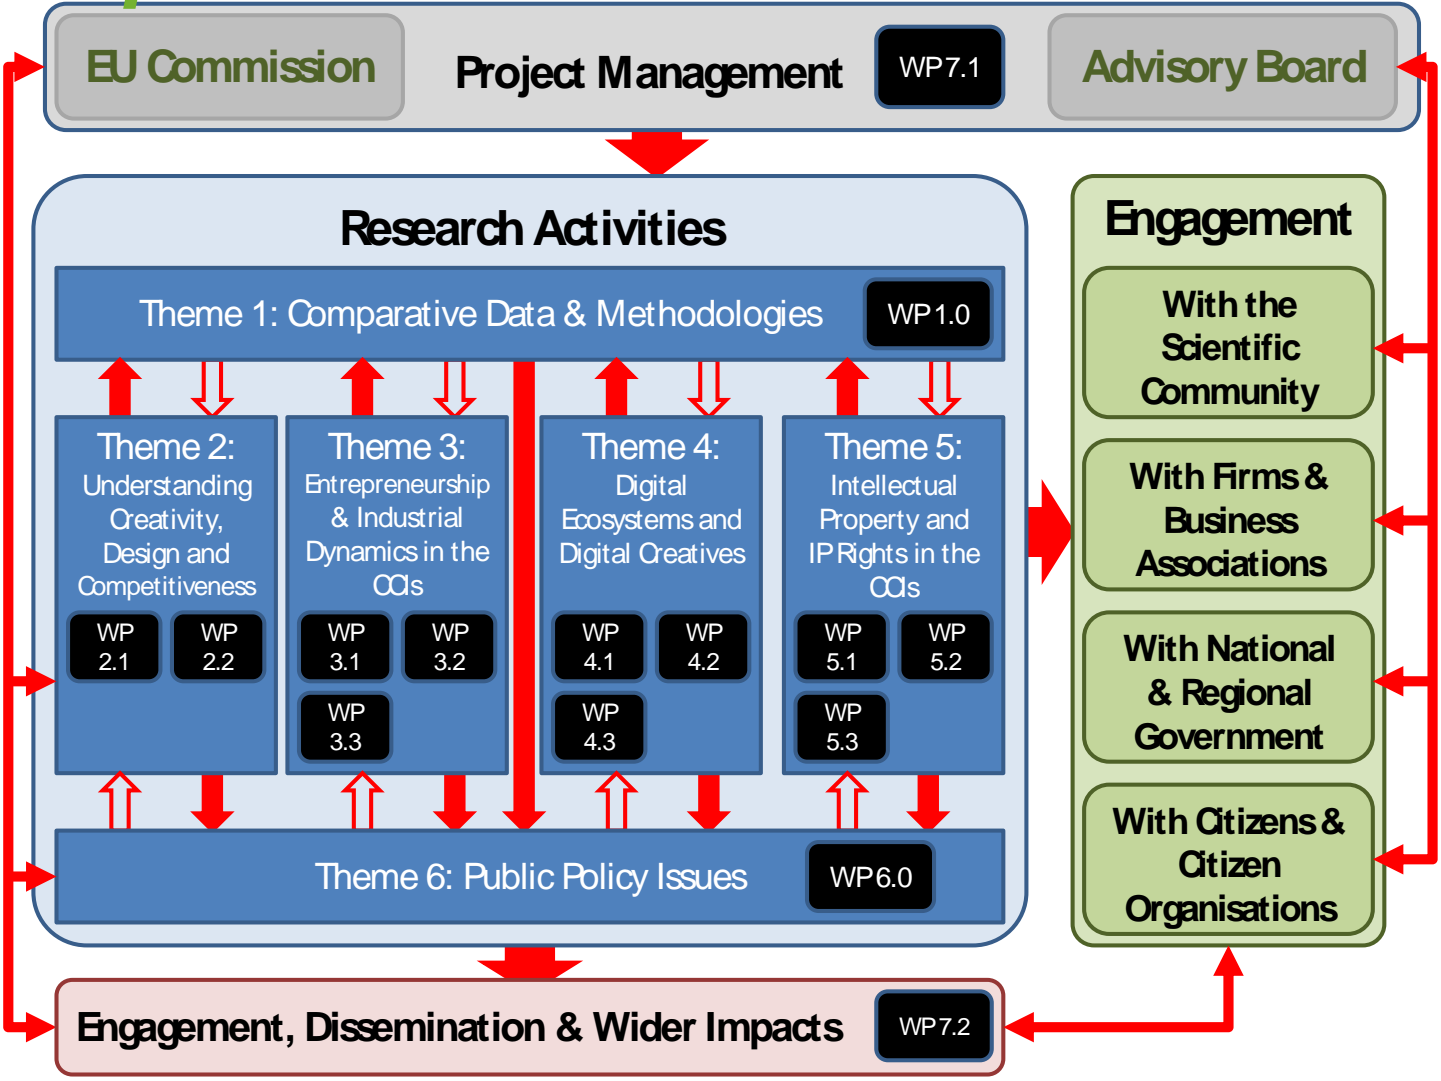 EU Commission
Project Management
WP7.1
Advisory Board
Research Activities
Theme 1: Comparative Data & Methodologies
WP1.0
Theme 2:
Understanding
Creativity,
Design and
Competitiveness
WP
2.1
WP
2.2
Theme 3:
Entrepreneurship
& Industrial
Dynamics in the
CCIs
WP
3.1
WP
3.2
WP
3.3
Theme 4:
Digital
Ecosystems and
Digital Creatives
WP
4.1
WP
4.2
WP
4.3
Theme 5:
Intellectual
Property and
IP Rights in the
CCIs
WP
5.1
WP
5.2
WP
5.3
Theme 6: Public Policy Issues
WP6.0
Engagement
With the
Scientific
Community
With Firms &
Business
Associations
With National
& Regional
Government
With Citizens &
Citizen
Organisations
Engagement, Dissemination & Wider Impacts
WP7.2